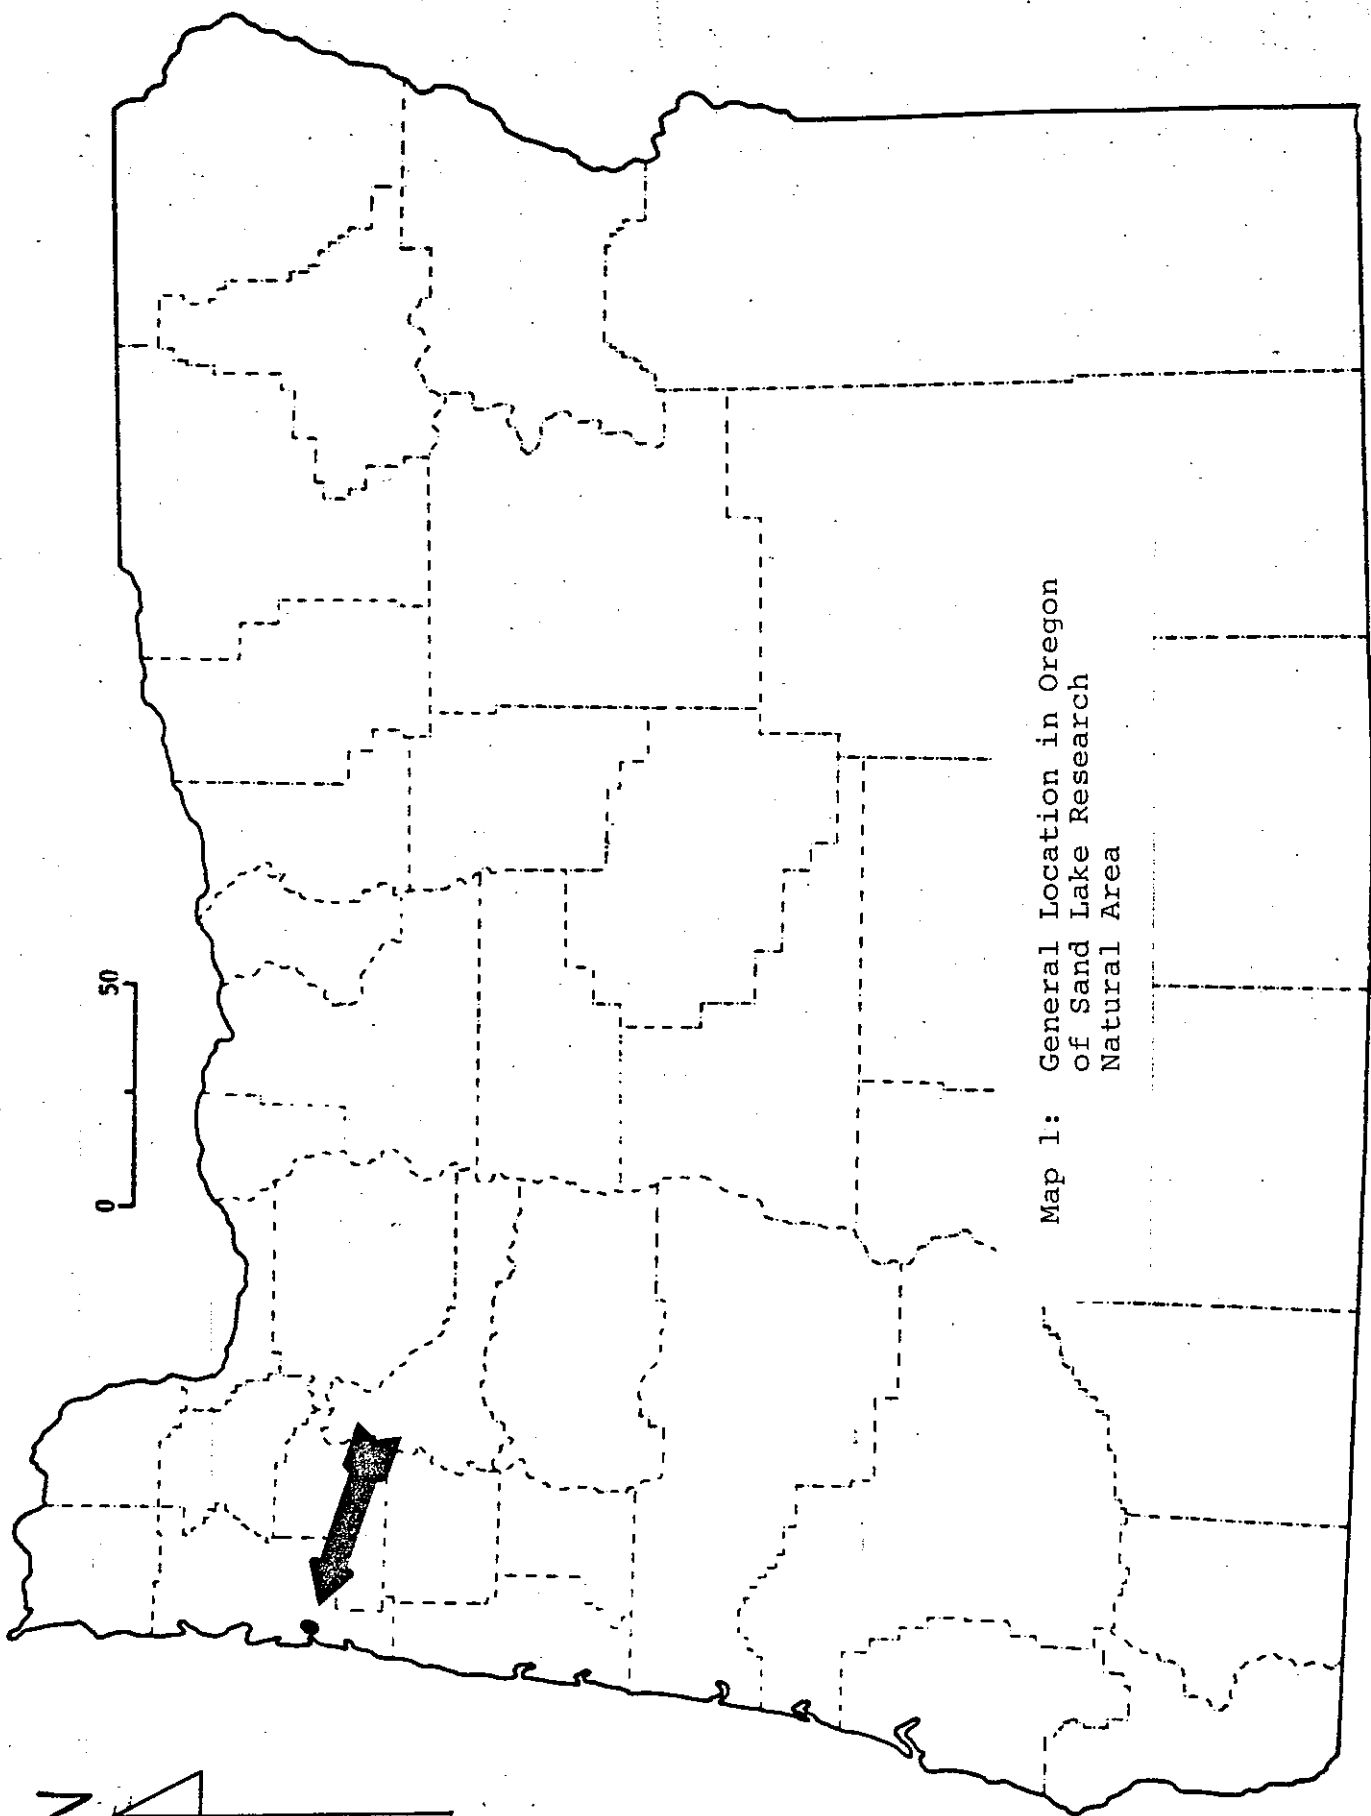 N
0 50
Map 1: General Location in Oregon
of Sand Lake Research
Natural Area